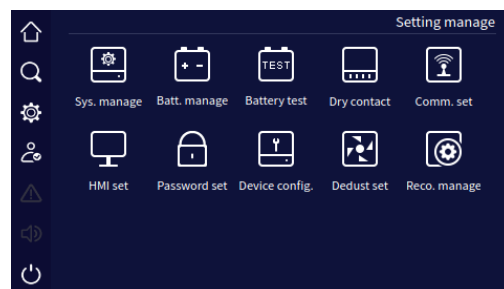 Setting manage
+ -
TEST
Sys. manage Batt. manage Battery test Dry contact Comm. set
HMI set Password set Device config. Dedust set Reco. manage